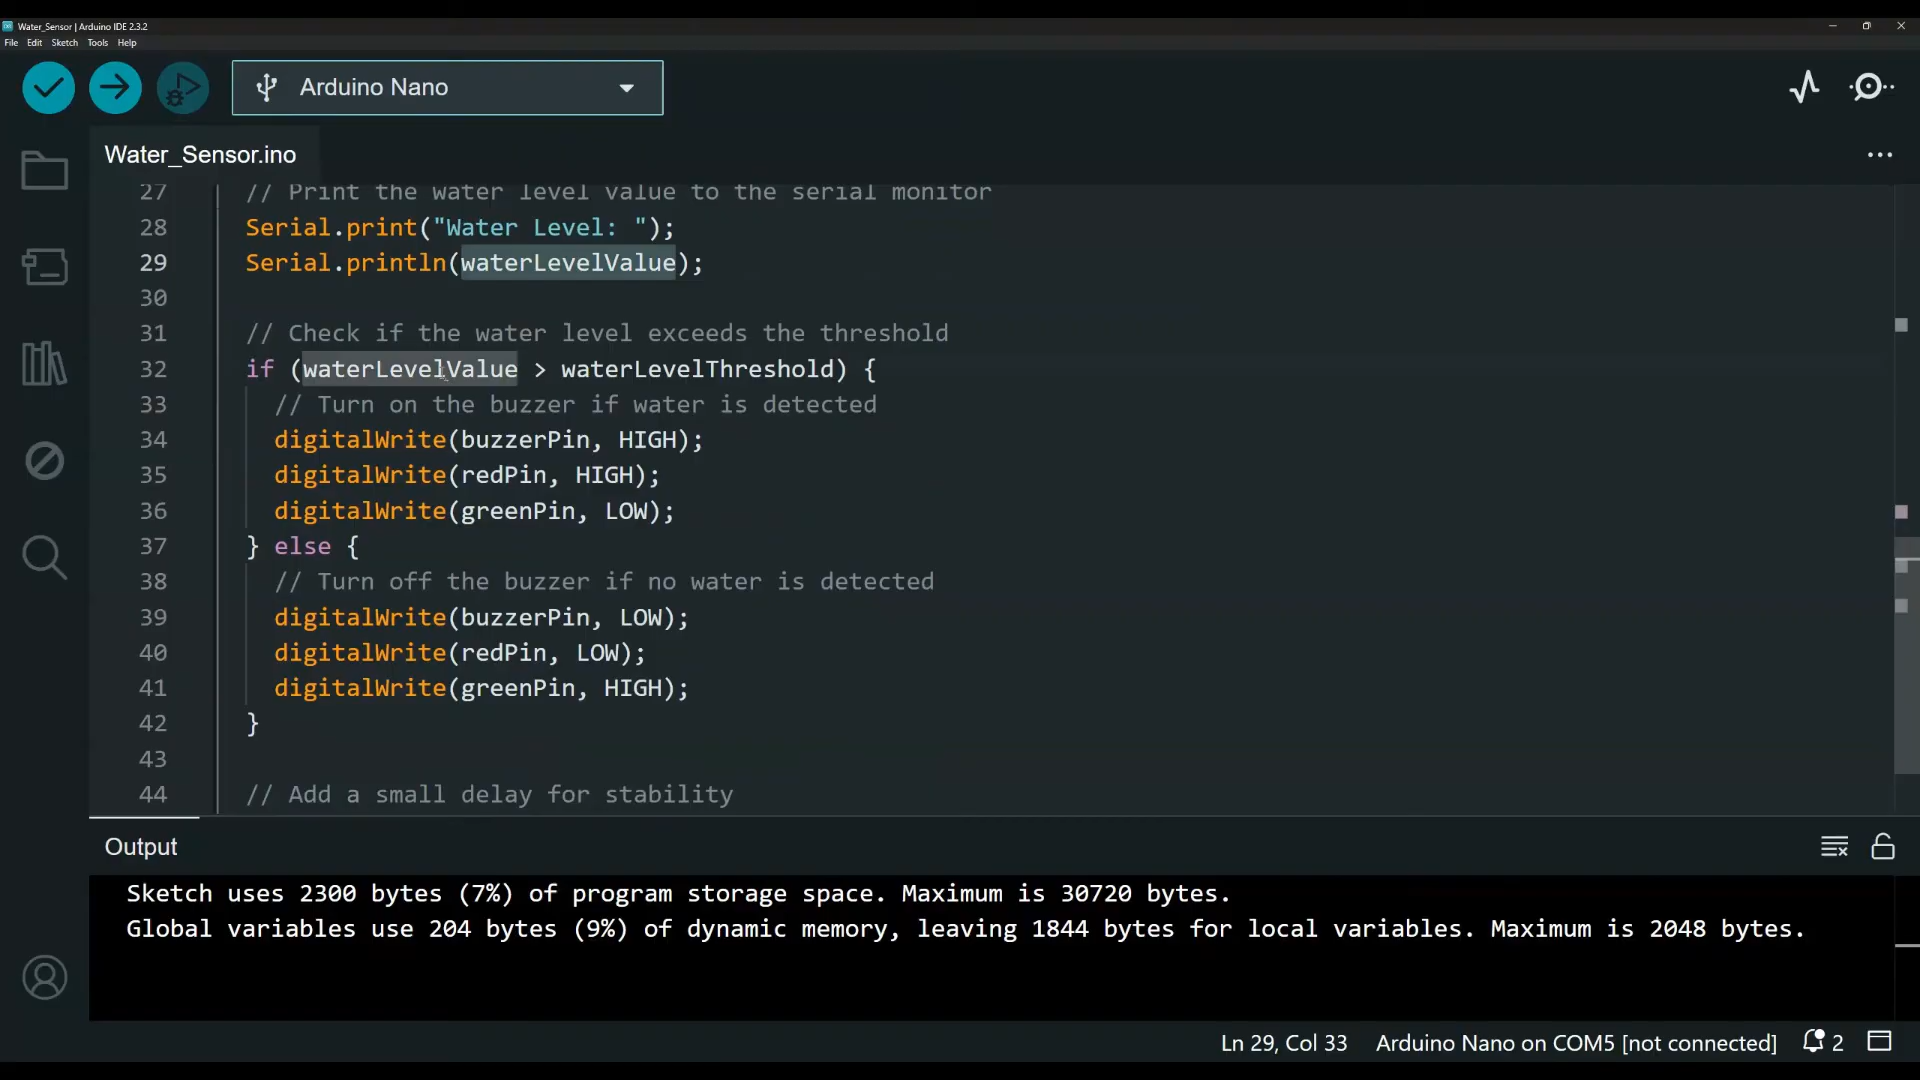 Water_Sensor | Arduino IDE 2.3.2
File Edit Sketch Tools Help
Arduino Nano
Water_Sensor.ino
27 // Print the water level value to the serial monitor
28 Serial.print("Water Level: ");
29 Serial.println(waterLevelValue);
30
31 // Check if the water level exceeds the threshold
32 if (waterLevelValue > waterLevelThreshold) {
33 // Turn on the buzzer if water is detected
34 digitalWrite(buzzerPin, HIGH);
35 digitalWrite(redPin, HIGH);
36 digitalWrite(greenPin, LOW);
37 } else {
38 // Turn off the buzzer if no water is detected
39 digitalWrite(buzzerPin, LOW);
40 digitalWrite(redPin, LOW);
41 digitalWrite(greenPin, HIGH);
42 }
43
44 // Add a small delay for stability
Output
Sketch uses 2300 bytes (7%) of program storage space. Maximum is 30720 bytes.
Global variables use 204 bytes (9%) of dynamic memory, leaving 1844 bytes for local variables. Maximum is 2048 bytes.
Ln 29, Col 33 Arduino Nano on COM5 [not connected] 2